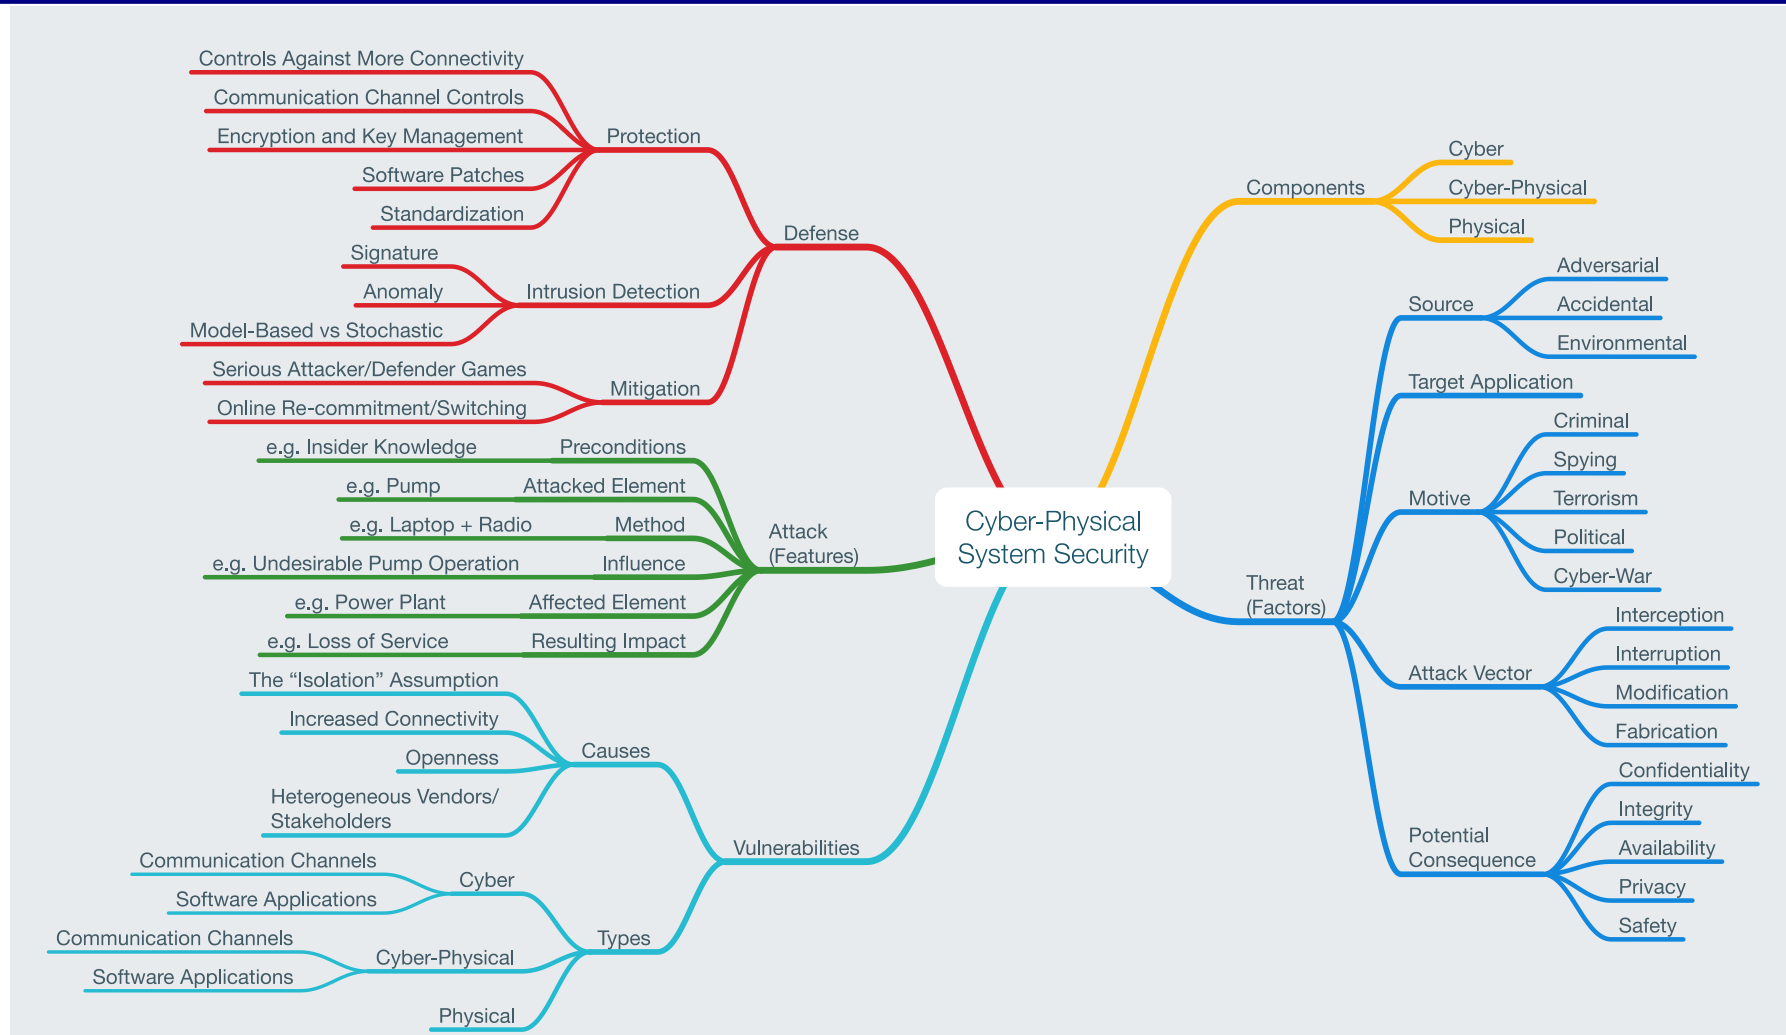 Controls Against More Connectivity
Communication Channel Controls
Encryption and Key Management
Software Patches
Standardization
Protection
Signature
Anomaly
Model-Based vs Stochastic
Intrusion Detection
Serious Attacker/Defender Games
Online Re-commitment/Switching
Mitigation
Defense
e.g. Insider Knowledge
Preconditions
e.g. Pump
Attacked Element
e.g. Laptop + Radio
Method
e.g. Undesirable Pump Operation
Influence
e.g. Power Plant
Affected Element
e.g. Loss of Service
Resulting Impact
Attack
(Features)
The “Isolation” Assumption
Increased Connectivity
Openness
Heterogeneous Vendors/
Stakeholders
Causes
Communication Channels
Software Applications
Cyber
Communication Channels
Software Applications
Cyber-Physical
Physical
Types
Vulnerabilities
Cyber-Physical
System Security
Components
Cyber
Cyber-Physical
Physical
Threat
(Factors)
Source
Adversarial
Accidental
Environmental
Target Application
Motive
Criminal
Spying
Terrorism
Political
Cyber-War
Attack Vector
Interception
Interruption
Modification
Fabrication
Potential
Consequence
Confidentiality
Integrity
Availability
Privacy
Safety